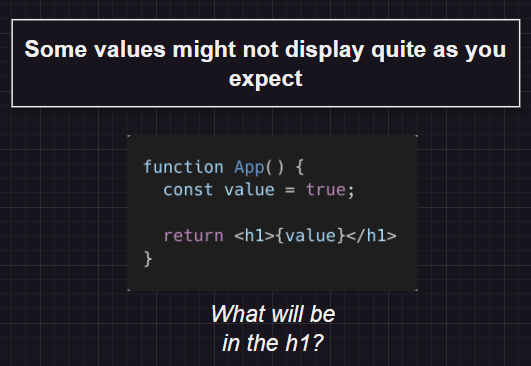 Some values might not display quite as you
expect
function App() {
  const value = true;
  return <h1>{value}</h1>
}
What will be
in the h1?